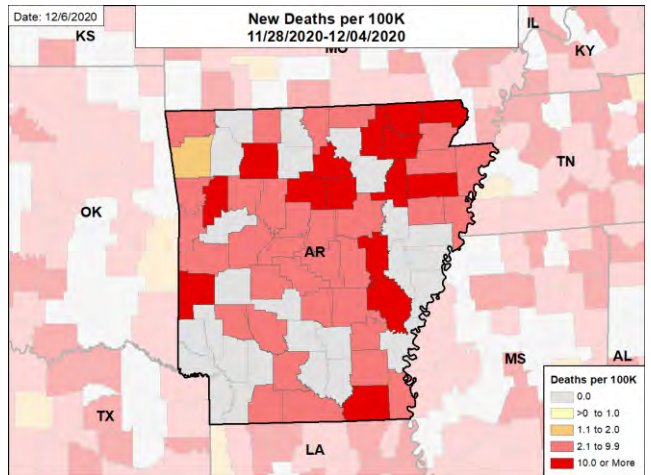 Date: 12/6/2020
New Deaths per 100K
11/28/2020-12/04/2020
KS
MO
IL
KY
TN
OK
AR
MS
AL
TX
LA
Deaths per 100K
0.0
>0 to 1.0
1.1 to 2.0
2.1 to 9.9
10.0 or More